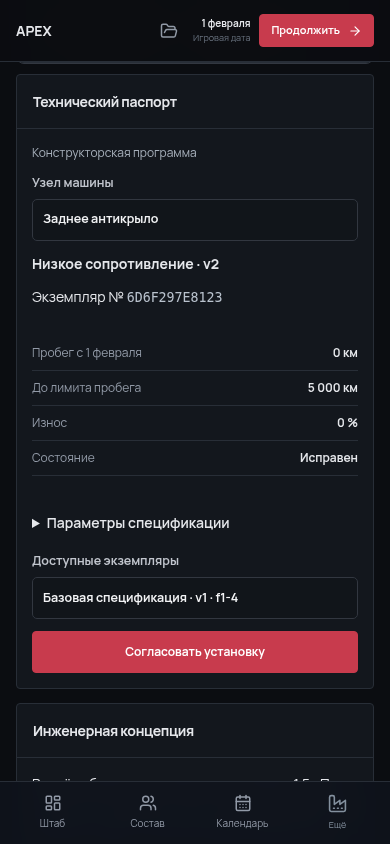 APEX
1 февраля
Игровая дата
Продолжить
Технический паспорт
Конструкторская программа
Узел машины
Заднее антикрыло
Низкое сопротивление · v2
Экземпляр № 6D6F297E8123
Пробег с 1 февраля 0 км
До лимита пробега 5 000 км
Износ 0 %
Состояние Исправен
Параметры спецификации
Доступные экземпляры
Базовая спецификация · v1 · f1-4
Согласовать установку
Инженерная концепция
Штаб
Состав
Календарь
Ещё